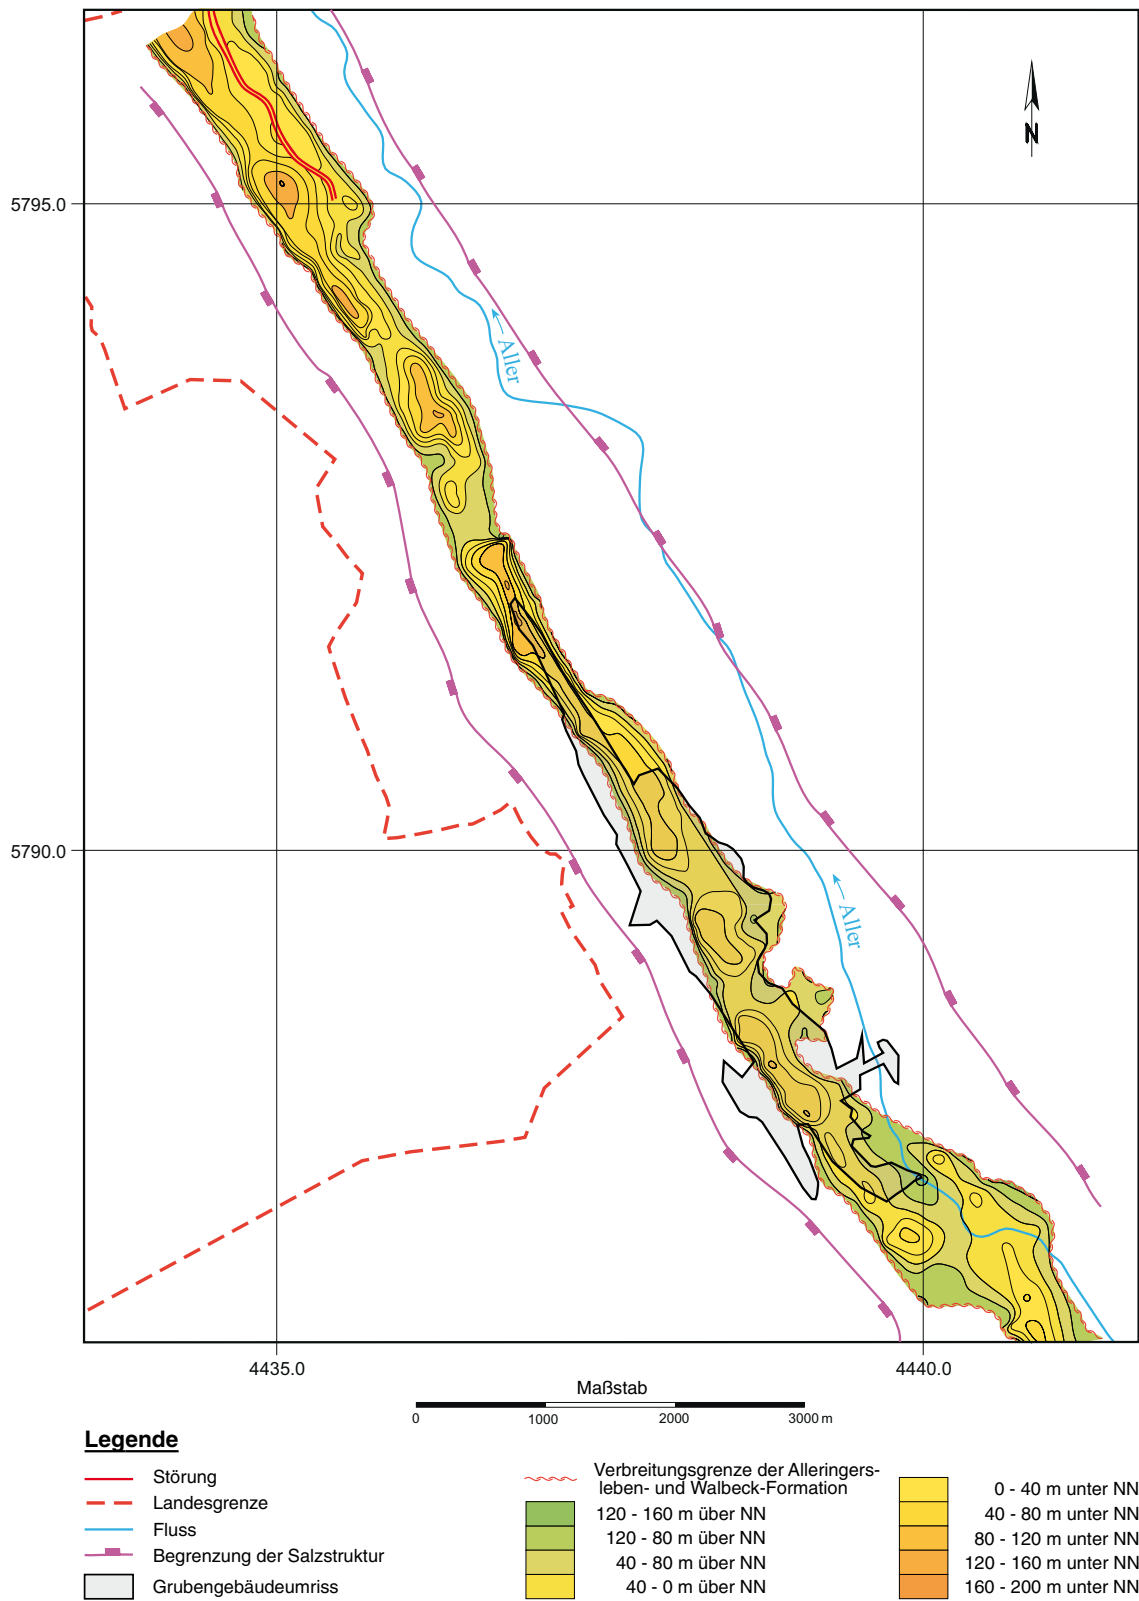 N
5795.0
Aller
5790.0
Aller
4435.0
4440.0
Maßstab
0 1000 2000 3000 m
Legende
Störung
Landesgrenze
Fluss
Begrenzung der Salzstruktur
Grubengebäudeumriss
Verbreitungsgrenze der Alleringers-
leben- und Walbeck-Formation
120 - 160 m über NN
120 - 80 m über NN
40 - 80 m über NN
40 - 0 m über NN
0 - 40 m unter NN
40 - 80 m unter NN
80 - 120 m unter NN
120 - 160 m unter NN
160 - 200 m unter NN